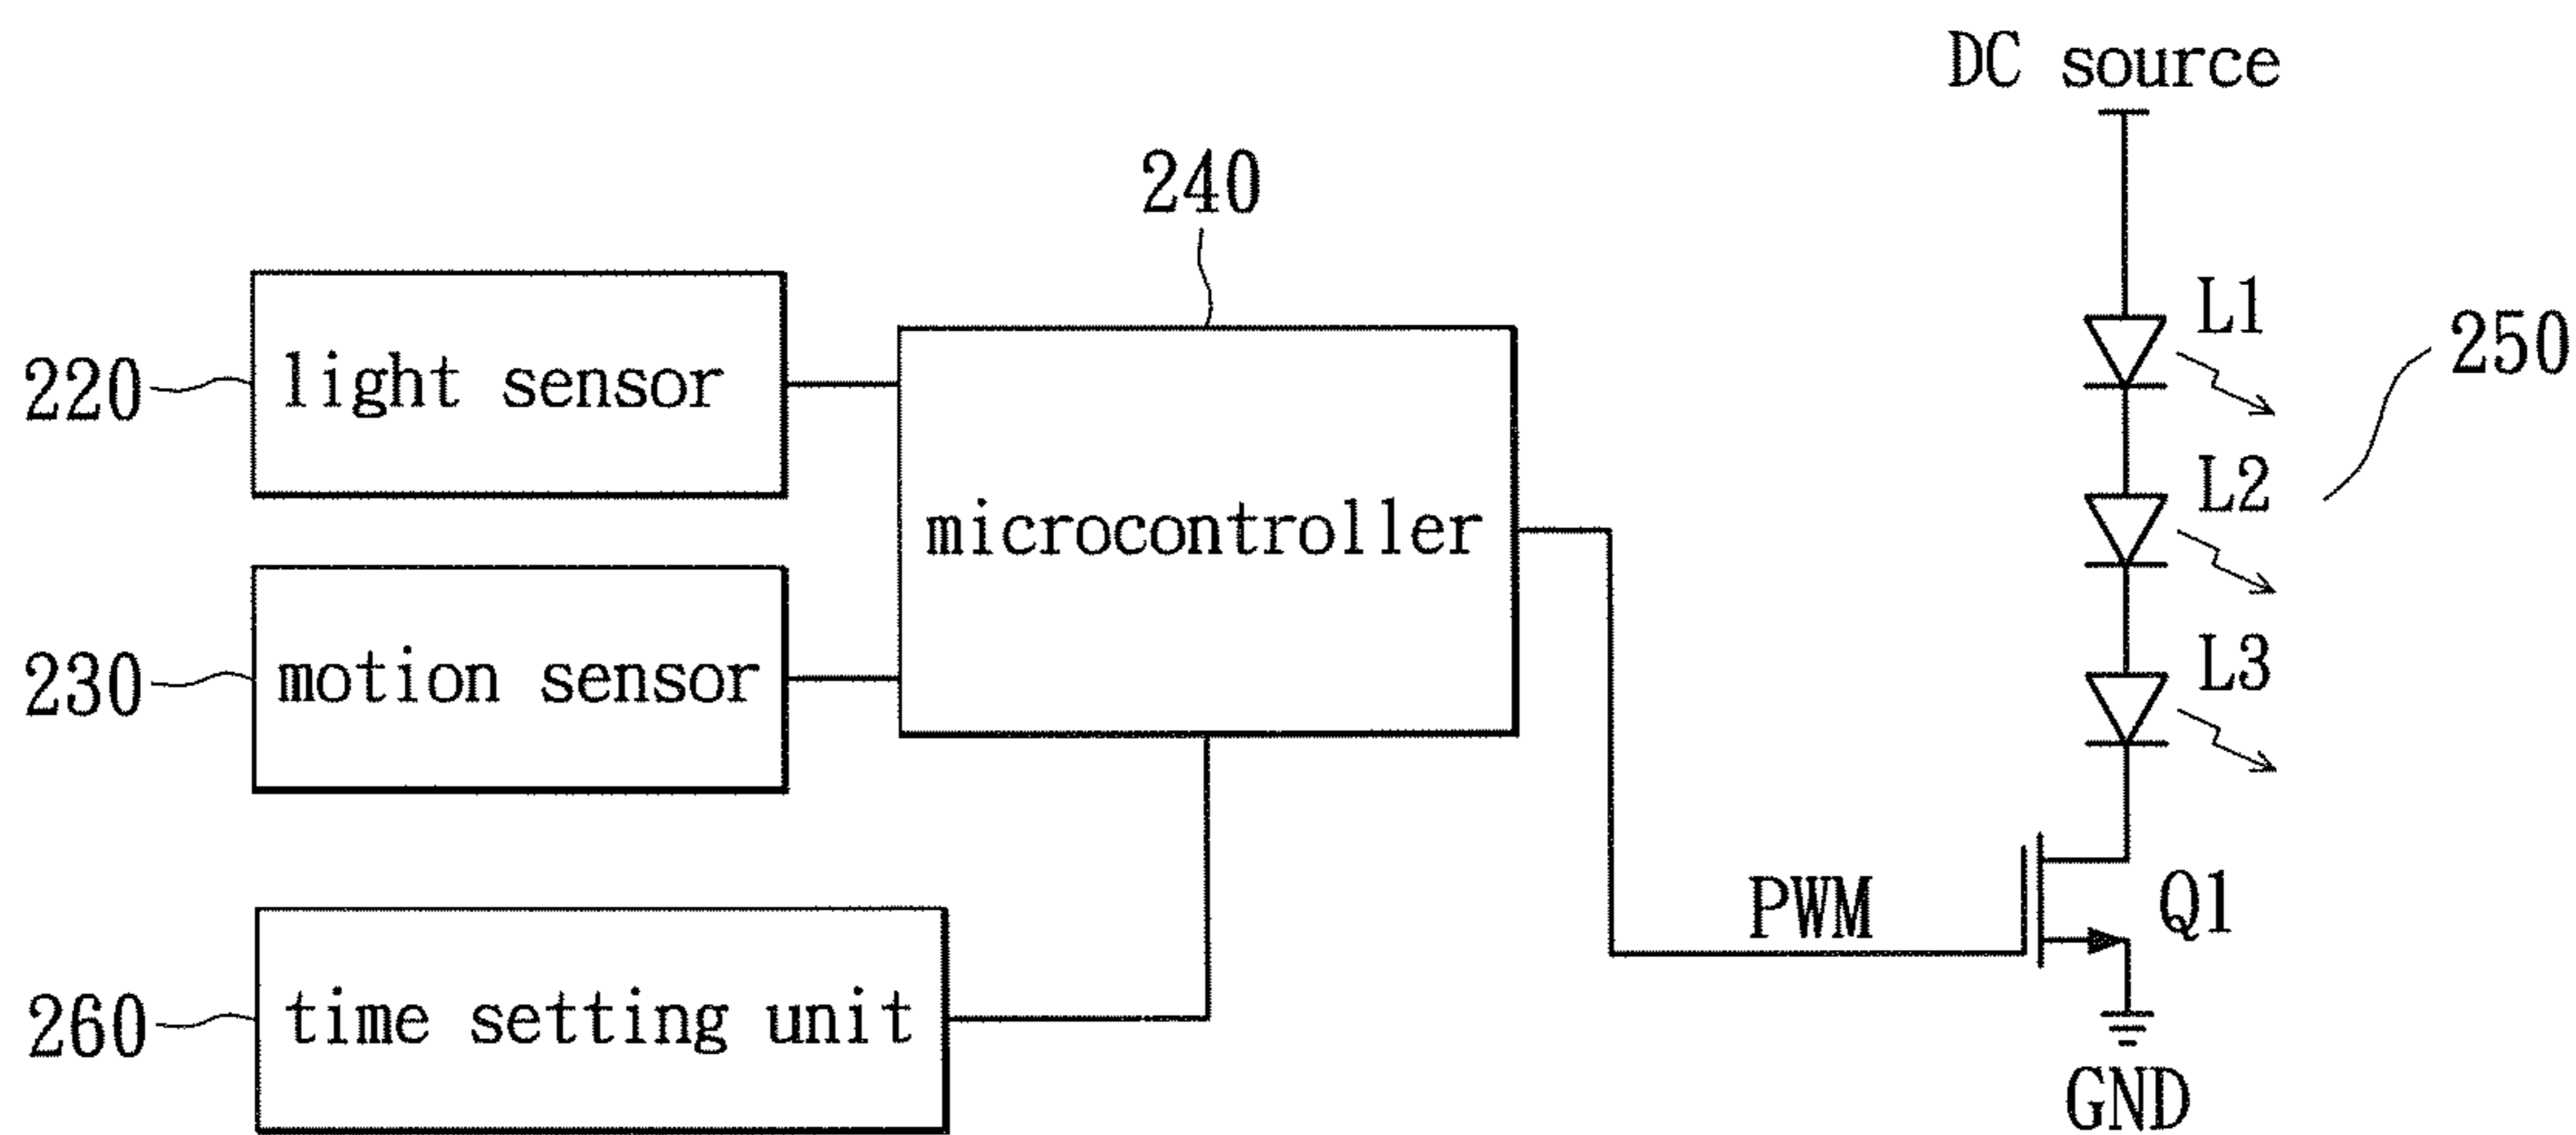 DC source
240
L1
250
220
light sensor
L2
microcontroller
L3
230
motion sensor
PWM
Q1
260
time setting unit
GND